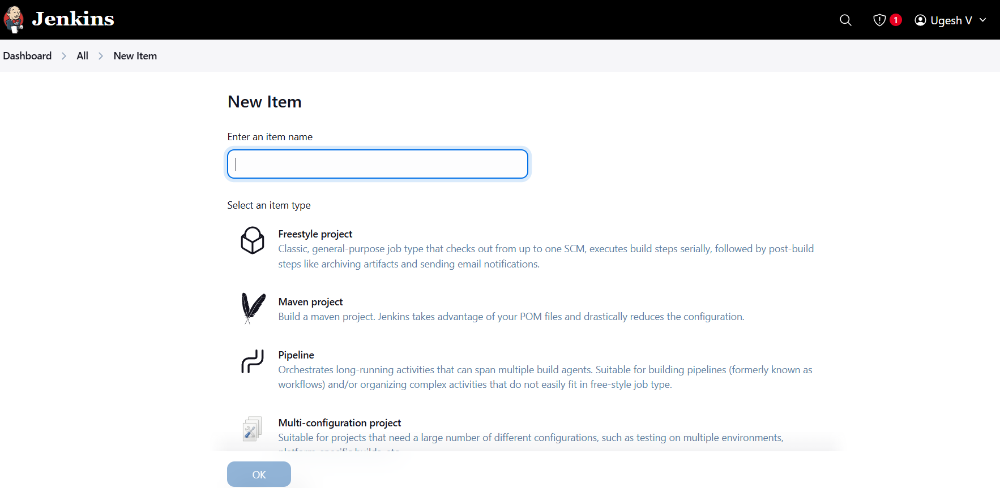 Jenkins
1
Ugesh V
Dashboard
All
New Item
New Item
Enter an item name
Select an item type
Freestyle project
Classic, general-purpose job type that checks out from up to one SCM, executes build steps serially, followed by post-build
steps like archiving artifacts and sending email notifications.
Maven project
Build a maven project. Jenkins takes advantage of your POM files and drastically reduces the configuration.
Pipeline
Orchestrates long-running activities that can span multiple build agents. Suitable for building pipelines (formerly known as
workflows) and/or organizing complex activities that do not easily fit in free-style job type.
Multi-configuration project
Suitable for projects that need a large number of different configurations, such as testing on multiple environments,
platform-specific builds, etc.
OK